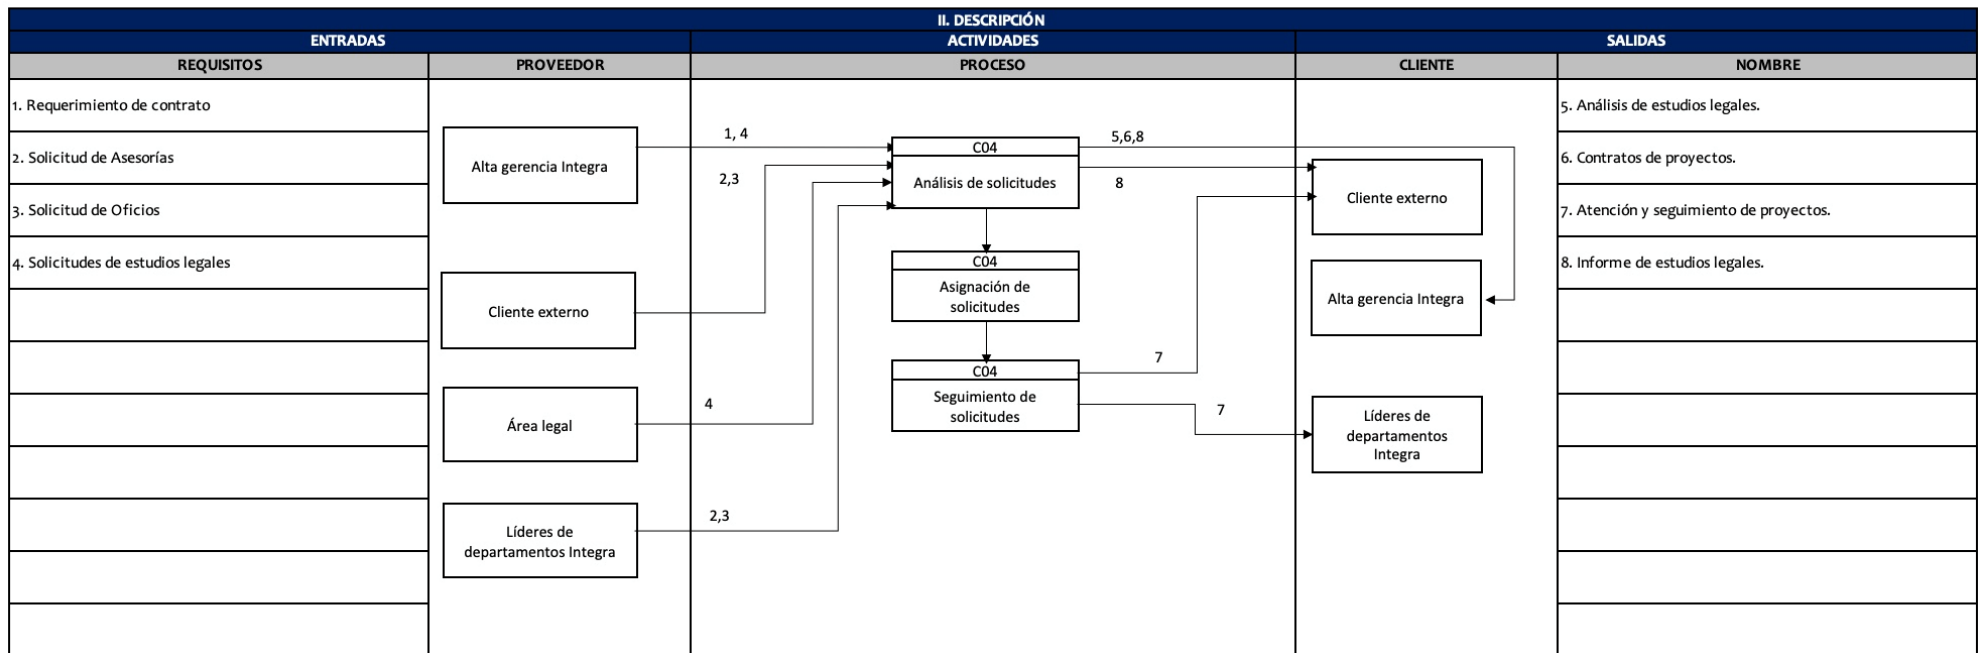 II. DESCRIPCIÓN
ENTRADAS
ACTIVIDADES
SALIDAS
REQUISITOS
PROVEEDOR
PROCESO
CLIENTE
NOMBRE
1. Requerimiento de contrato
2. Solicitud de Asesorías
3. Solicitud de Oficios
4. Solicitudes de estudios legales
Alta gerencia Integra
Cliente externo
Área legal
Líderes de
departamentos Integra
1, 4
2,3
4
2,3
C04
Análisis de solicitudes
C04
Asignación de
solicitudes
C04
Seguimiento de
solicitudes
5,6,8
8
7
7
Cliente externo
Alta gerencia Integra
Líderes de
departamentos
Integra
5. Análisis de estudios legales.
6. Contratos de proyectos.
7. Atención y seguimiento de proyectos.
8. Informe de estudios legales.